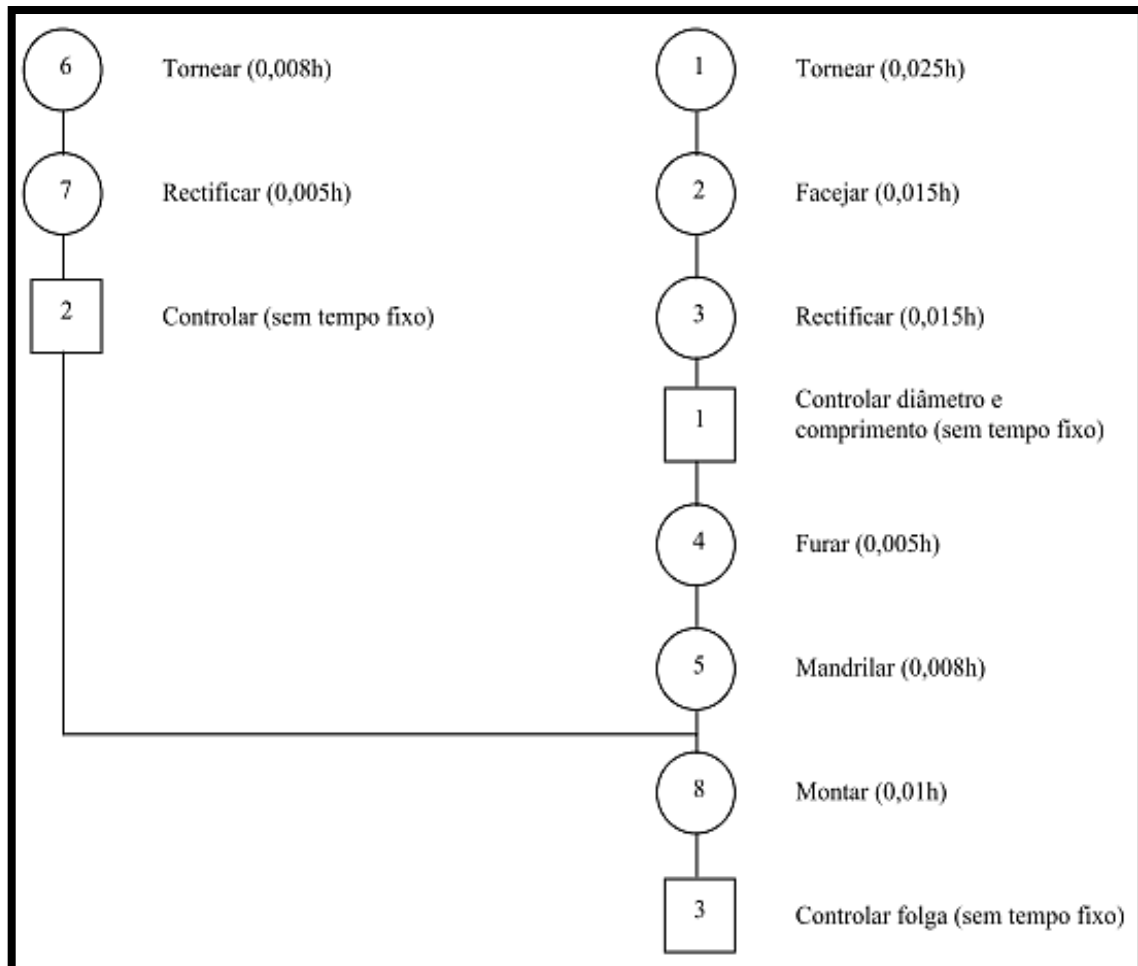 6 Tornear (0,008h)
7 Rectificar (0,005h)
2 Controlar (sem tempo fixo)
1 Tornear (0,025h)
2 Facejar (0,015h)
3 Rectificar (0,015h)
1 Controlar diâmetro e
comprimento (sem tempo fixo)
4 Furar (0,005h)
5 Mandrilar (0,008h)
8 Montar (0,01h)
3 Controlar folga (sem tempo fixo)